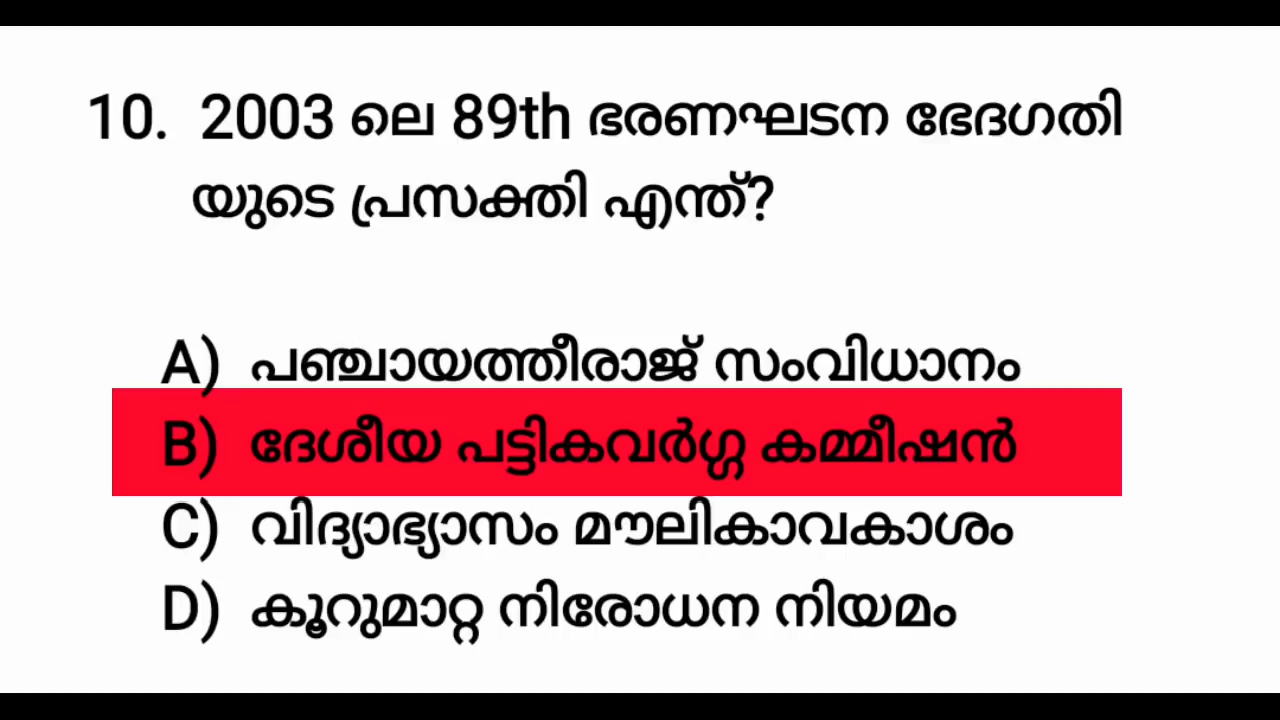 10. 2003 ലെ 89th ഭരണഘടന ഭേദഗതി
യുടെ പ്രസക്തി എന്ത്?
A) പഞ്ചായത്തീരാജ് സംവിധാനം
B) ദേശീയ പട്ടികവർഗ്ഗ കമ്മീഷൻ
C) വിദ്യാഭ്യാസം മൗലികാവകാശം
D) കൂറുമാറ്റ നിരോധന നിയമം